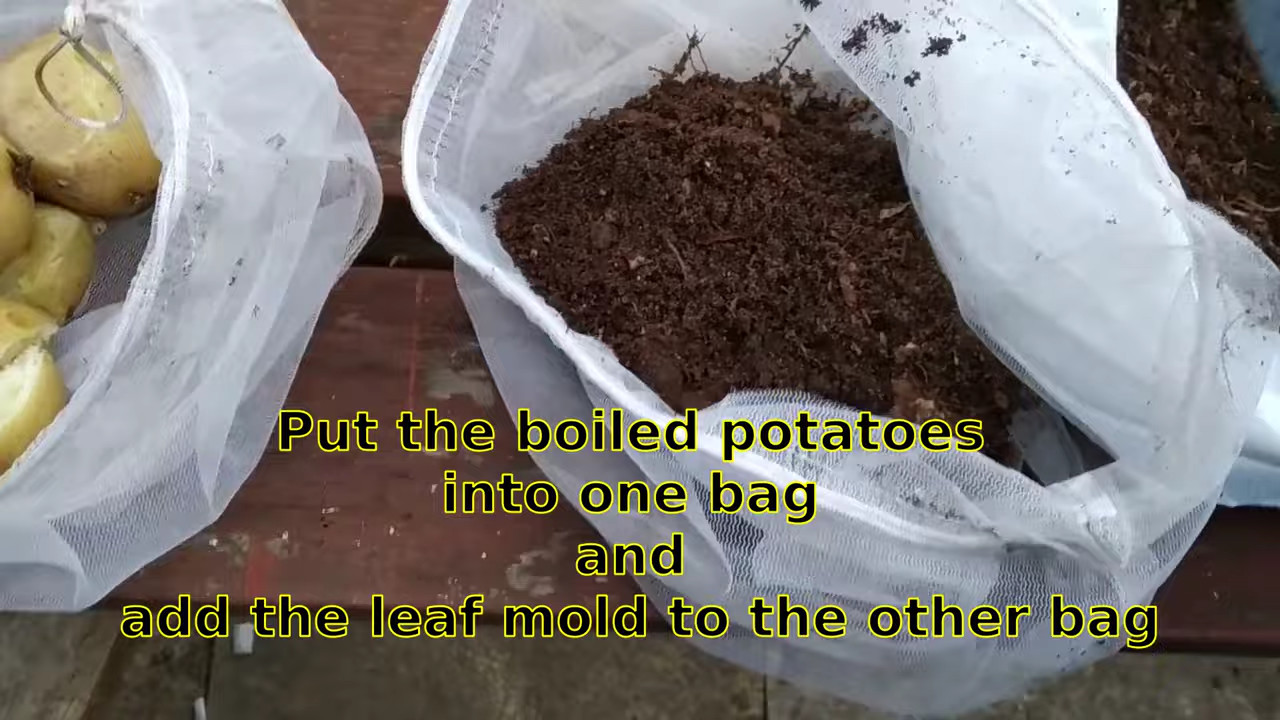 Put the boiled potatoes
into one bag
and
add the leaf mold to the other bag